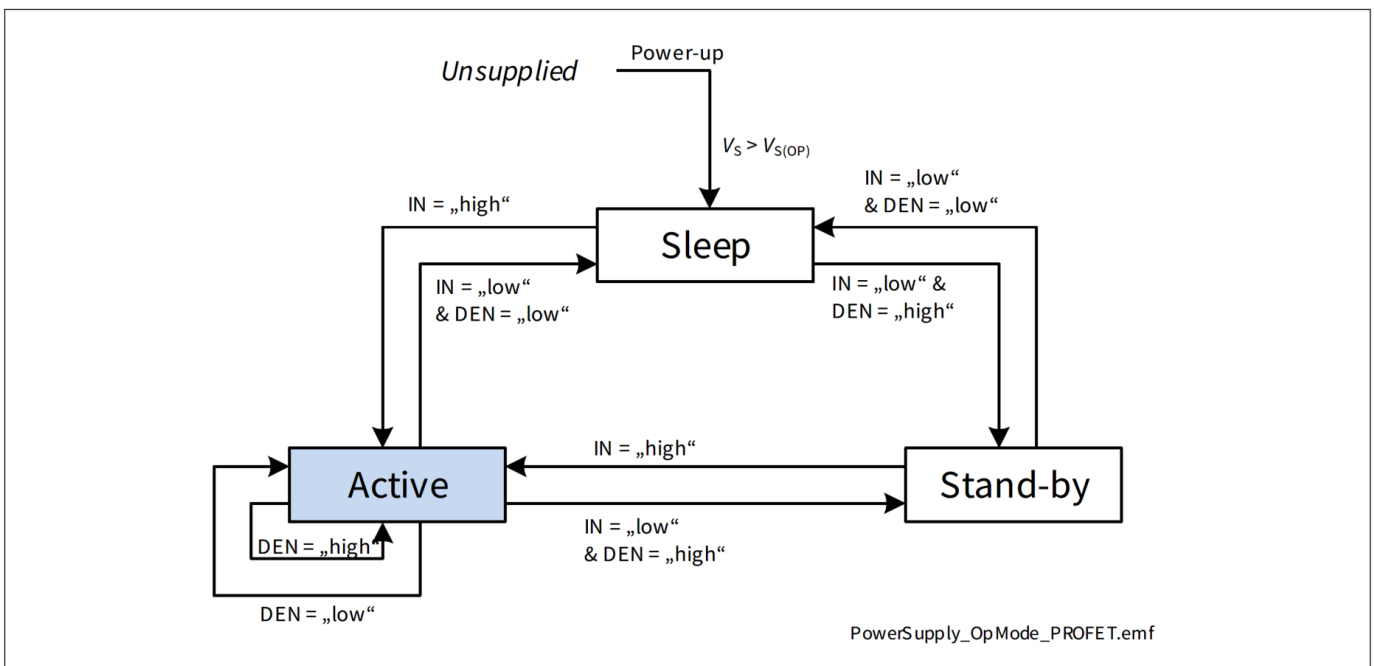 Power-up
Unsupplied
VS > VS(OP)
IN = „low“
& DEN = „low“
IN = „high“
Sleep
IN = „low“
& DEN = „low“
IN = „low“ &
DEN = „high“
IN = „high“
Active
Stand-by
IN = „low“
& DEN = „high“
DEN = „high“
DEN = „low“
PowerSupply_OpMode_PROFET.emf